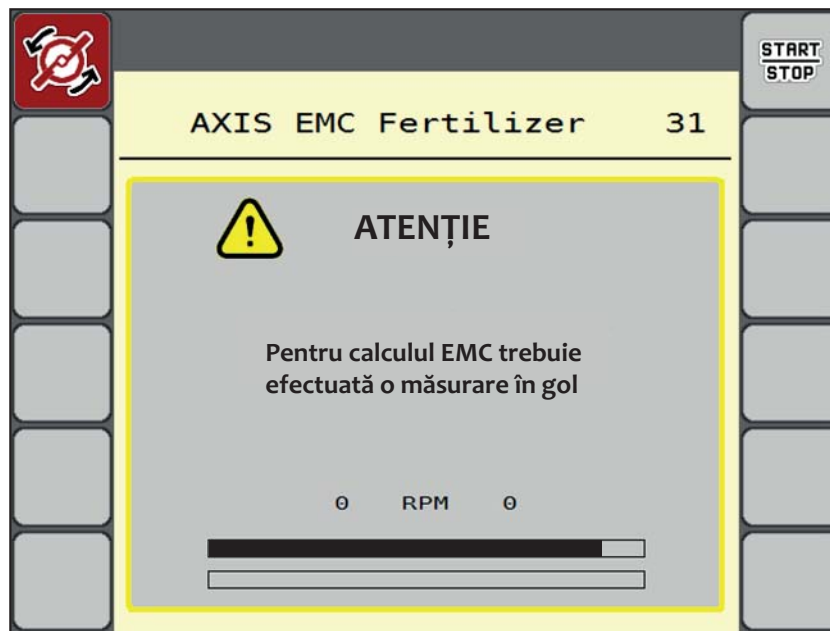 START
STOP
AXIS EMC Fertilizer 31
ATENȚIE
Pentru calculul EMC trebuie
efectuată o măsurare în gol
0 RPM 0